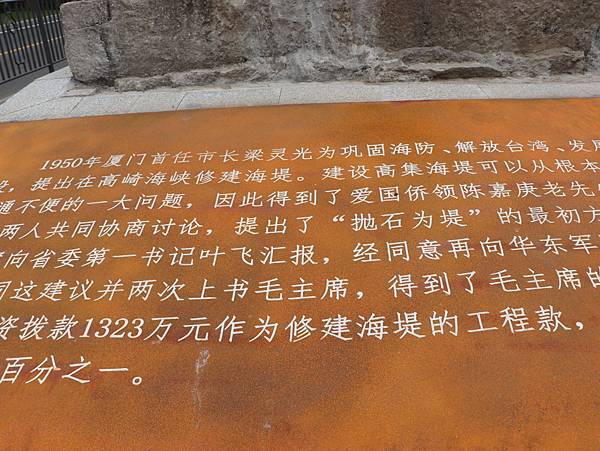 1950年厦门首任市长梁灵光为巩固海防、解放台湾、发展
设，提出在高崎海峡修建海堤。建设高集海堤可以从根本
通不便的一大问题，因此得到了爱国侨领陈嘉庚老先
两人共同协商讨论，提出了“抛石为堤”的最初方
向省委第一书记叶飞汇报，经同意再向华东军
同这建议并两次上书毛主席，得到了毛主席的
资拨款1323万元作为修建海堤的工程款，
百分之一。